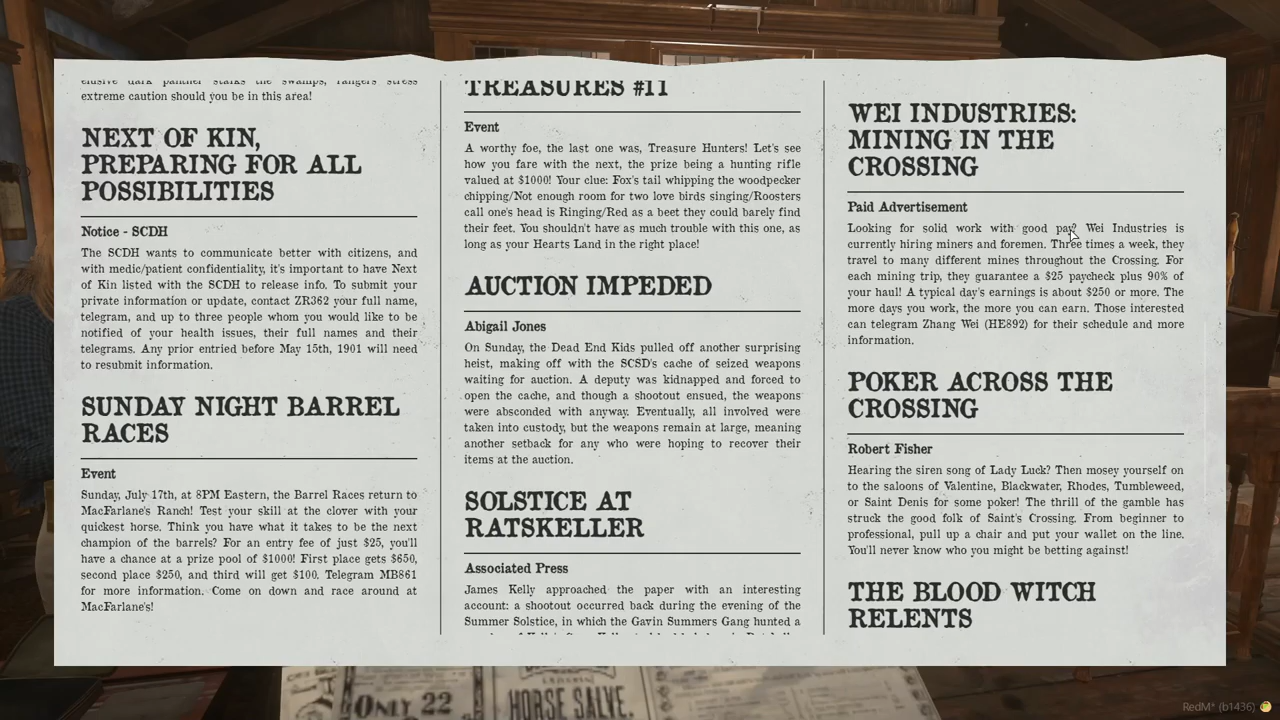 elusive dark panther stalks the swamps, rangers stress
extreme caution should you be in this area!
NEXT OF KIN,
PREPARING FOR ALL
POSSIBILITIES
Notice - SCDH
The SCDH wants to communicate better with citizens, and
with medic/patient confidentiality, it's important to have Next
of Kin listed with the SCDH to release info. To submit your
private information or update, contact ZR362 your full name,
telegram, and up to three people whom you would like to be
notified of your health issues, their full names and their
telegrams. Any prior entried before May 15th, 1901 will need
to resubmit information.
SUNDAY NIGHT BARREL
RACES
Event
Sunday, July 17th, at 8PM Eastern, the Barrel Races return to
MacFarlane's Ranch! Test your skill at the clover with your
quickest horse. Think you have what it takes to be the next
champion of the barrels? For an entry fee of just $25, you'll
have a chance at a prize pool of $1000! First place gets $650,
second place $250, and third will get $100. Telegram MB861
for more information. Come on down and race around at
MacFarlane's!
TREASURES #11
Event
A worthy foe, the last one was, Treasure Hunters! Let's see
how you fare with the next, the prize being a hunting rifle
valued at $1000! Your clue: Fox's tail whipping the woodpecker
chipping/Not enough room for two love birds singing/Roosters
call one's head is Ringing/Red as a beet they could barely find
their feet. You shouldn't have as much trouble with this one, as
long as your Hearts Land in the right place!
AUCTION IMPEDED
Abigail Jones
On Sunday, the Dead End Kids pulled off another surprising
heist, making off with the SCSD's cache of seized weapons
waiting for auction. A deputy was kidnapped and forced to
open the cache, and though a shootout ensued, the weapons
were absconded with anyway. Eventually, all involved were
taken into custody, but the weapons remain at large, meaning
another setback for any who were hoping to recover their
items at the auction.
SOLSTICE AT
RATSKELLER
Associated Press
James Kelly approached the paper with an interesting
account: a shootout occurred back during the evening of the
Summer Solstice, in which the Gavin Summers Gang hunted a
WEI INDUSTRIES:
MINING IN THE
CROSSING
Paid Advertisement
Looking for solid work with good pay? Wei Industries is
currently hiring miners and foremen. Three times a week, they
travel to many different mines throughout the Crossing. For
each mining trip, they guarantee a $25 paycheck plus 90% of
your haul! A typical day's earnings is about $250 or more. The
more days you work, the more you can earn. Those interested
can telegram Zhang Wei (HE892) for their schedule and more
information.
POKER ACROSS THE
CROSSING
Robert Fisher
Hearing the siren song of Lady Luck? Then mosey yourself on
to the saloons of Valentine, Blackwater, Rhodes, Tumbleweed,
or Saint Denis for some poker! The thrill of the gamble has
struck the good folk of Saint's Crossing. From beginner to
professional, pull up a chair and put your wallet on the line.
You'll never know who you might be betting against!
THE BLOOD WITCH
RELENTS
ONLY 22
HORSE SALVE.
RedM* (b1436)